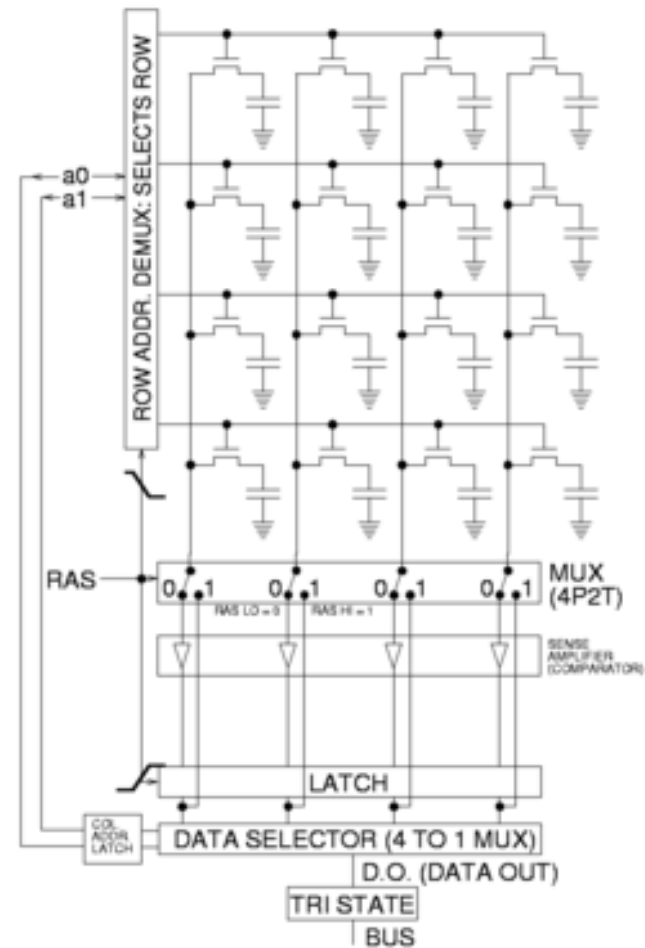 ROW ADDR. DEMUX: SELECTS ROW
a0
a1
RAS
0 1 0 1 0 1 0 1
RAS LO = 0 RAS HI = 1
MUX
(4P2T)
SENSE
AMPLIFIER
(COMPARATOR)
LATCH
COL.
ADDR.
LATCH
DATA SELECTOR (4 TO 1 MUX)
D.O. (DATA OUT)
TRI STATE
BUS